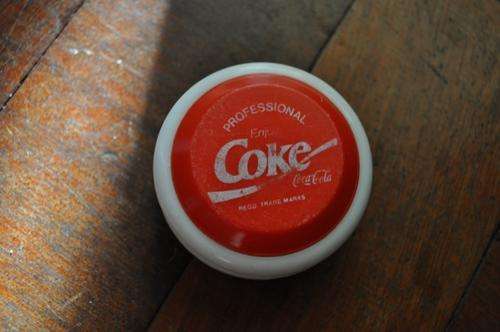 PROFESSIONAL
Enjoy
Coke
Coca-Cola
REGD. TRADE MARKS